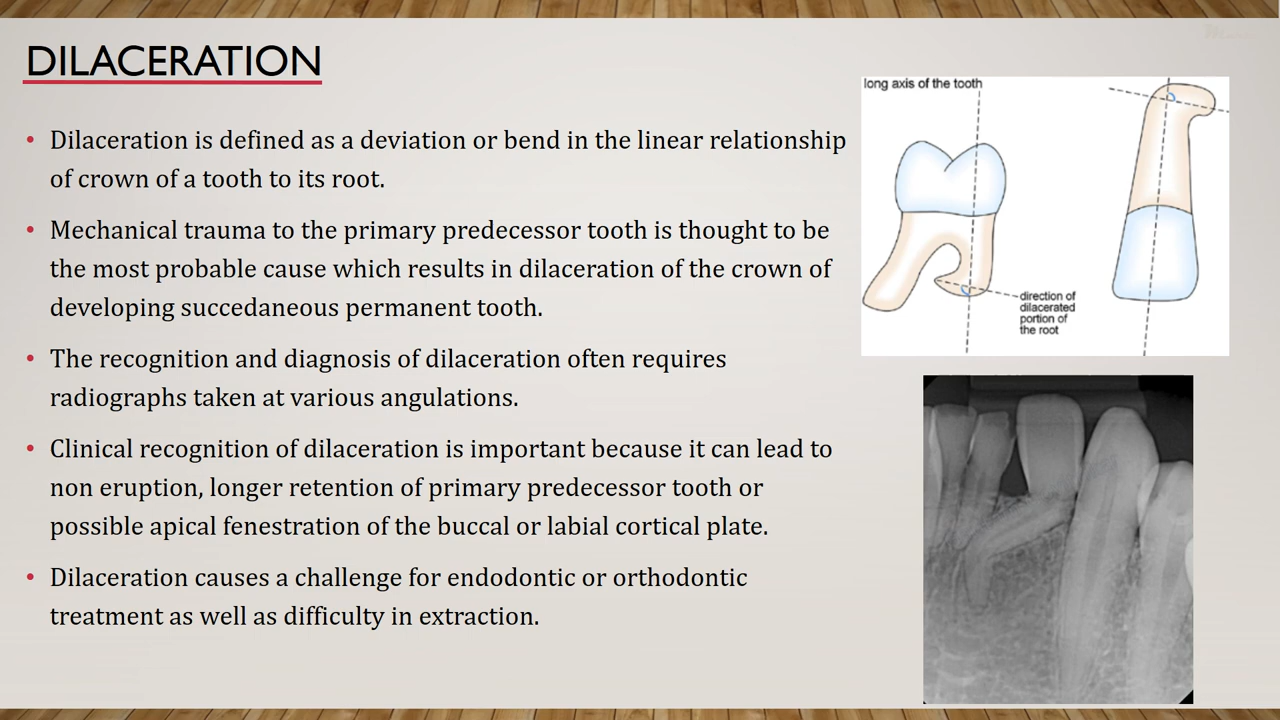 DILACERATION
• Dilaceration is defined as a deviation or bend in the linear relationship
of crown of a tooth to its root.
• Mechanical trauma to the primary predecessor tooth is thought to be
the most probable cause which results in dilaceration of the crown of
developing succedaneous permanent tooth.
• The recognition and diagnosis of dilaceration often requires
radiographs taken at various angulations.
• Clinical recognition of dilaceration is important because it can lead to
non eruption, longer retention of primary predecessor tooth or
possible apical fenestration of the buccal or labial cortical plate.
• Dilaceration causes a challenge for endodontic or orthodontic
treatment as well as difficulty in extraction.
long axis of the tooth
direction of
dilacerated
portion of
the root